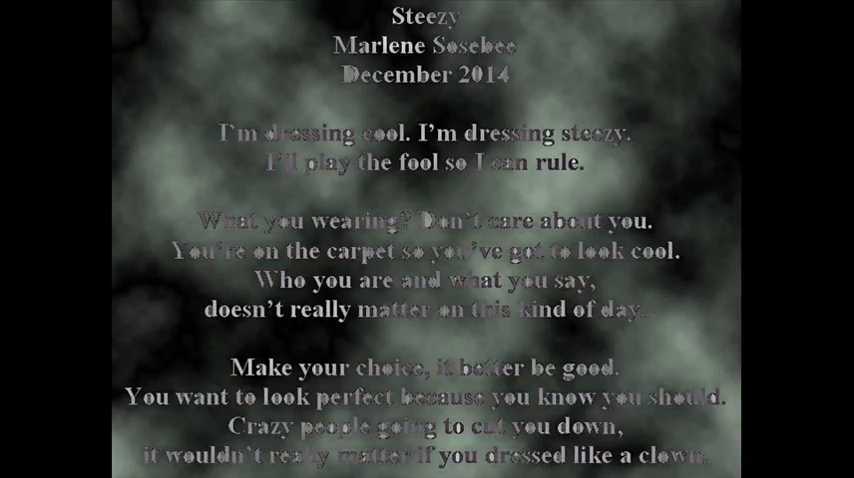 Steezy
Marlene Sosebee
December 2014
I'm dressing cool. I'm dressing steezy.
I'll play the fool so I can rule.
What you wearing? Don't care about you.
You're on the carpet so you've got to look cool.
Who you are and what you say,
doesn't really matter on this kind of day.
Make your choice, it better be good.
You want to look perfect because you know you should.
Crazy people going to cut you down,
it wouldn't really matter if you dressed like a clown.